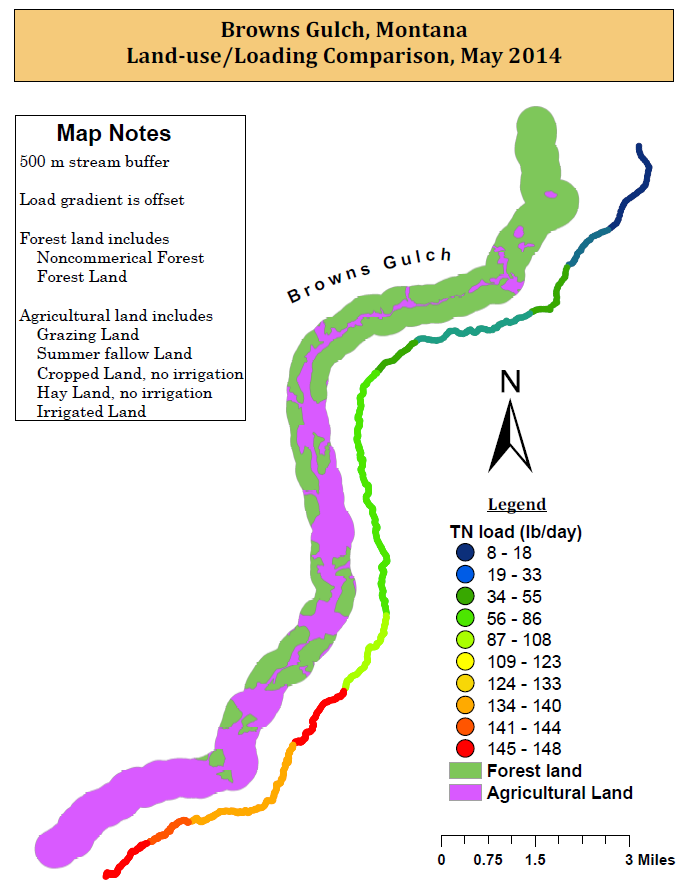 Browns Gulch, Montana
Land-use/Loading Comparison, May 2014
Map Notes
500 m stream buffer
Load gradient is offset
Forest land includes
Noncommerical Forest
Forest Land
Agricultural land includes
Grazing Land
Summer fallow Land
Cropped Land, no irrigation
Hay Land, no irrigation
Irrigated Land
Browns Gulch
N
Legend
TN load (lb/day)
8 - 18
19 - 33
34 - 55
56 - 86
87 - 108
109 - 123
124 - 133
134 - 140
141 - 144
145 - 148
Forest land
Agricultural Land
0 0.75 1.5 3 Miles